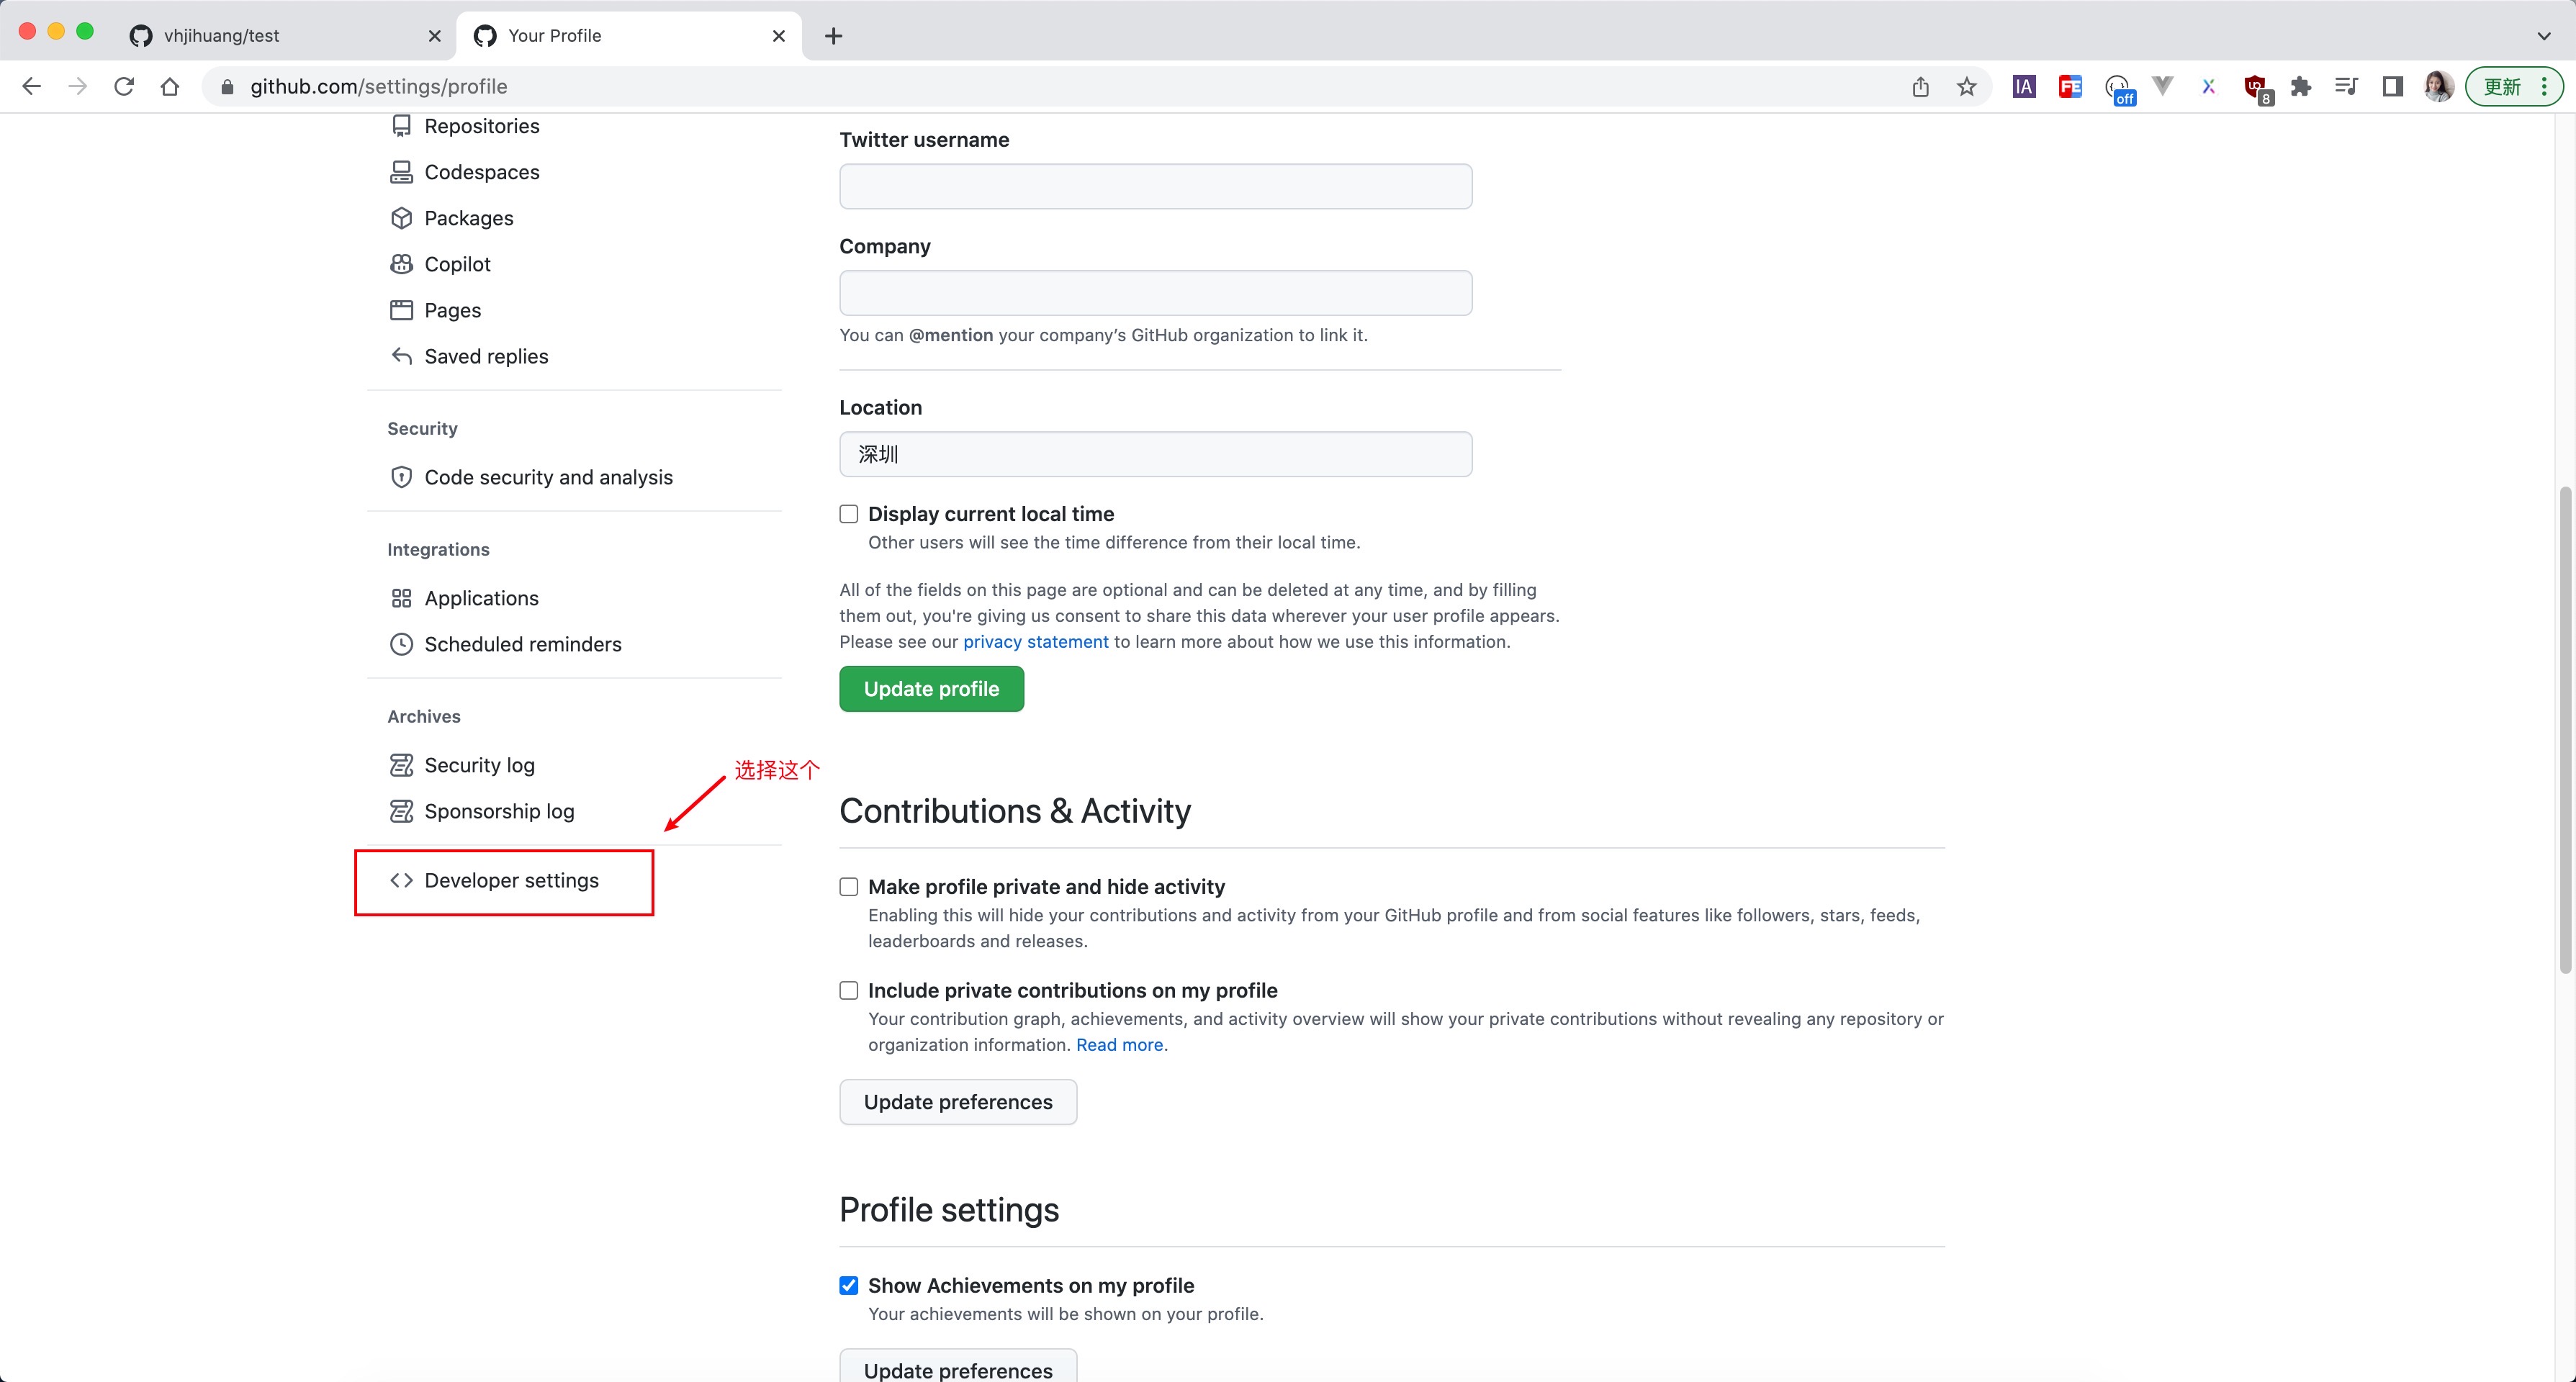 vhjihuang/test
Your Profile
github.com/settings/profile
IA
FE
off
8
更新
Repositories
Codespaces
Packages
Copilot
Pages
Saved replies
Security
Code security and analysis
Integrations
Applications
Scheduled reminders
Archives
Security log
Sponsorship log
选择这个
Developer settings
Twitter username
Company
You can @mention your company’s GitHub organization to link it.
Location
深圳
Display current local time
Other users will see the time difference from their local time.
All of the fields on this page are optional and can be deleted at any time, and by filling
them out, you're giving us consent to share this data wherever your user profile appears.
Please see our privacy statement to learn more about how we use this information.
Update profile
Contributions & Activity
Make profile private and hide activity
Enabling this will hide your contributions and activity from your GitHub profile and from social features like followers, stars, feeds,
leaderboards and releases.
Include private contributions on my profile
Your contribution graph, achievements, and activity overview will show your private contributions without revealing any repository or
organization information. Read more.
Update preferences
Profile settings
Show Achievements on my profile
Your achievements will be shown on your profile.
Update preferences